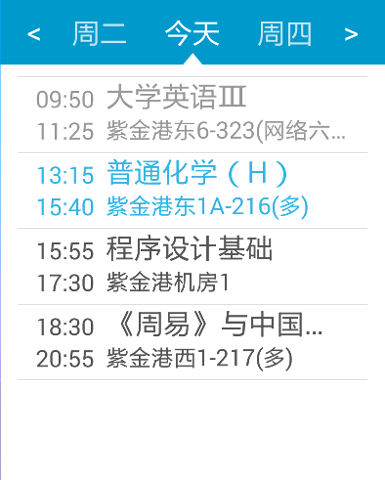 < 周二 今天 周四 >
09:50 大学英语Ⅲ
11:25 紫金港东6-323(网络六...
13:15 普通化学（H）
15:40 紫金港东1A-216(多)
15:55 程序设计基础
17:30 紫金港机房1
18:30 《周易》与中国...
20:55 紫金港西1-217(多)